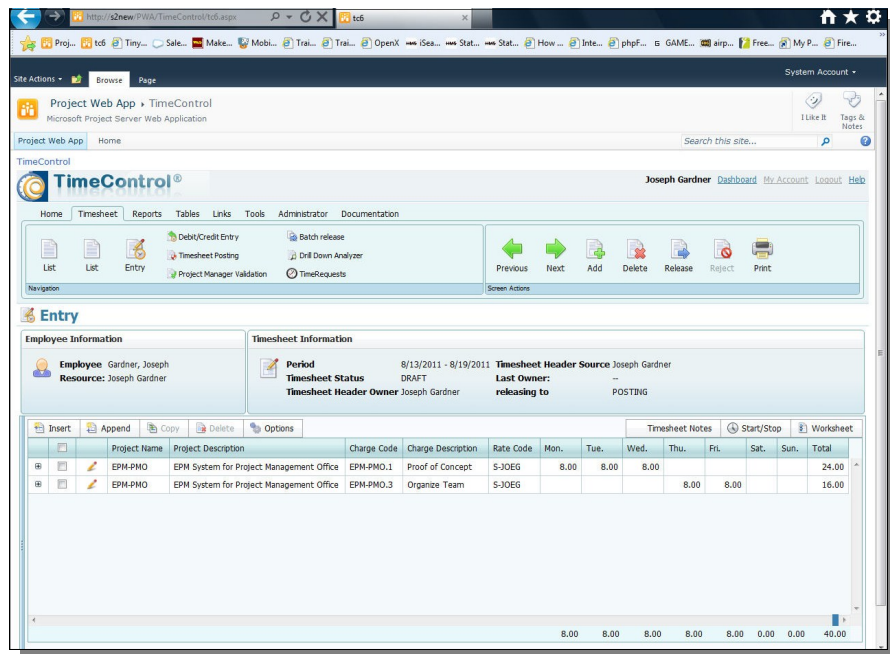 http://s2new/PWA/TimeControl/tc6.aspx
tc6
Proj... tc6 Tiny... Sale... Make... Mobi... Trai... Trai... OpenX iSea... Stat... Stat... How ... Inte... phpF... GAME... airp... Free... My P... Fire...
System Account
Site Actions Browse Page
Project Web App TimeControl
Microsoft Project Server Web Application
I Like It Tags & Notes
Project Web App Home
Search this site...
TimeControl
TimeControl®
Joseph Gardner Dashboard My Account Logout Help
Home Timesheet Reports Tables Links Tools Administrator Documentation
List List Entry
Debit/Credit Entry Batch release
Timesheet Posting Drill Down Analyzer
Project Manager Validation TimeRequests
Previous Next Add Delete Release Reject Print
Navigation
Screen Actions
Entry
Employee Information
Employee Gardner, Joseph
Resource: Joseph Gardner
Timesheet Information
Period 8/13/2011 - 8/19/2011 Timesheet Header Source Joseph Gardner
Timesheet Status DRAFT Last Owner: --
Timesheet Header Owner Joseph Gardner releasing to POSTING
Insert Append Copy Delete Options Timesheet Notes Start/Stop Worksheet
Project Name Project Description Charge Code Charge Description Rate Code Mon. Tue. Wed. Thu. Fri. Sat. Sun. Total
EPM-PMO EPM System for Project Management Office EPM-PMO.1 Proof of Concept S-JOEG 8.00 8.00 8.00 24.00
EPM-PMO EPM System for Project Management Office EPM-PMO.3 Organize Team S-JOEG 8.00 8.00 16.00
8.00 8.00 8.00 8.00 8.00 0.00 0.00 40.00